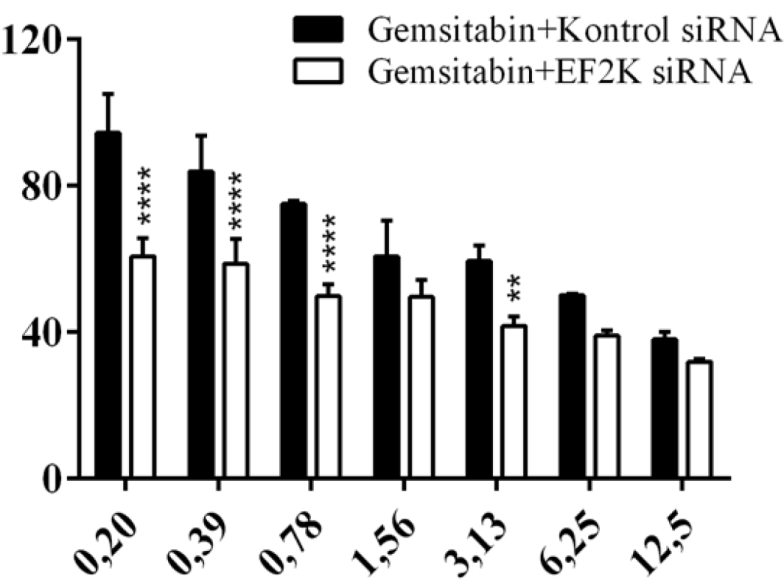 Gemsitabin+Kontrol siRNA
Gemsitabin+EF2K siRNA
120
80
40
0
****
****
****
**
0,20 0,39 0,78 1,56 3,13 6,25 12,5